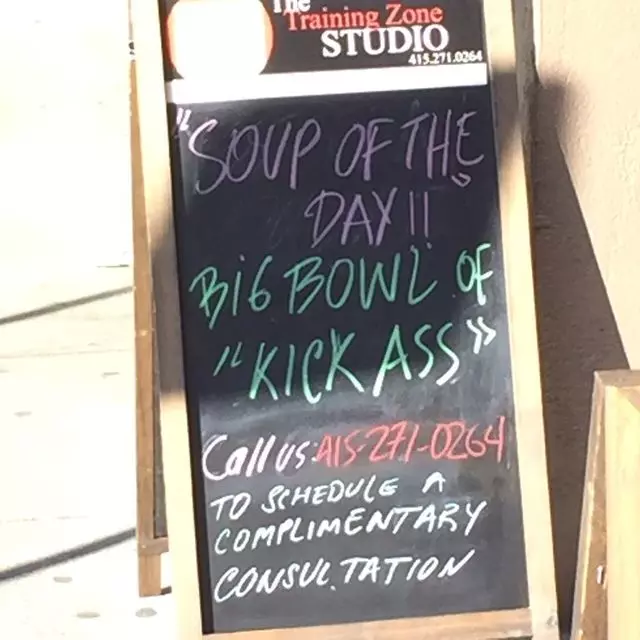 The
Training Zone
STUDIO
415.271.0264
"SOUP OF THE
DAY!!"
BIG BOWL OF
"KICK ASS"
Call us: 415-271-0264
TO SCHEDULE A
COMPLIMENTARY
CONSULTATION